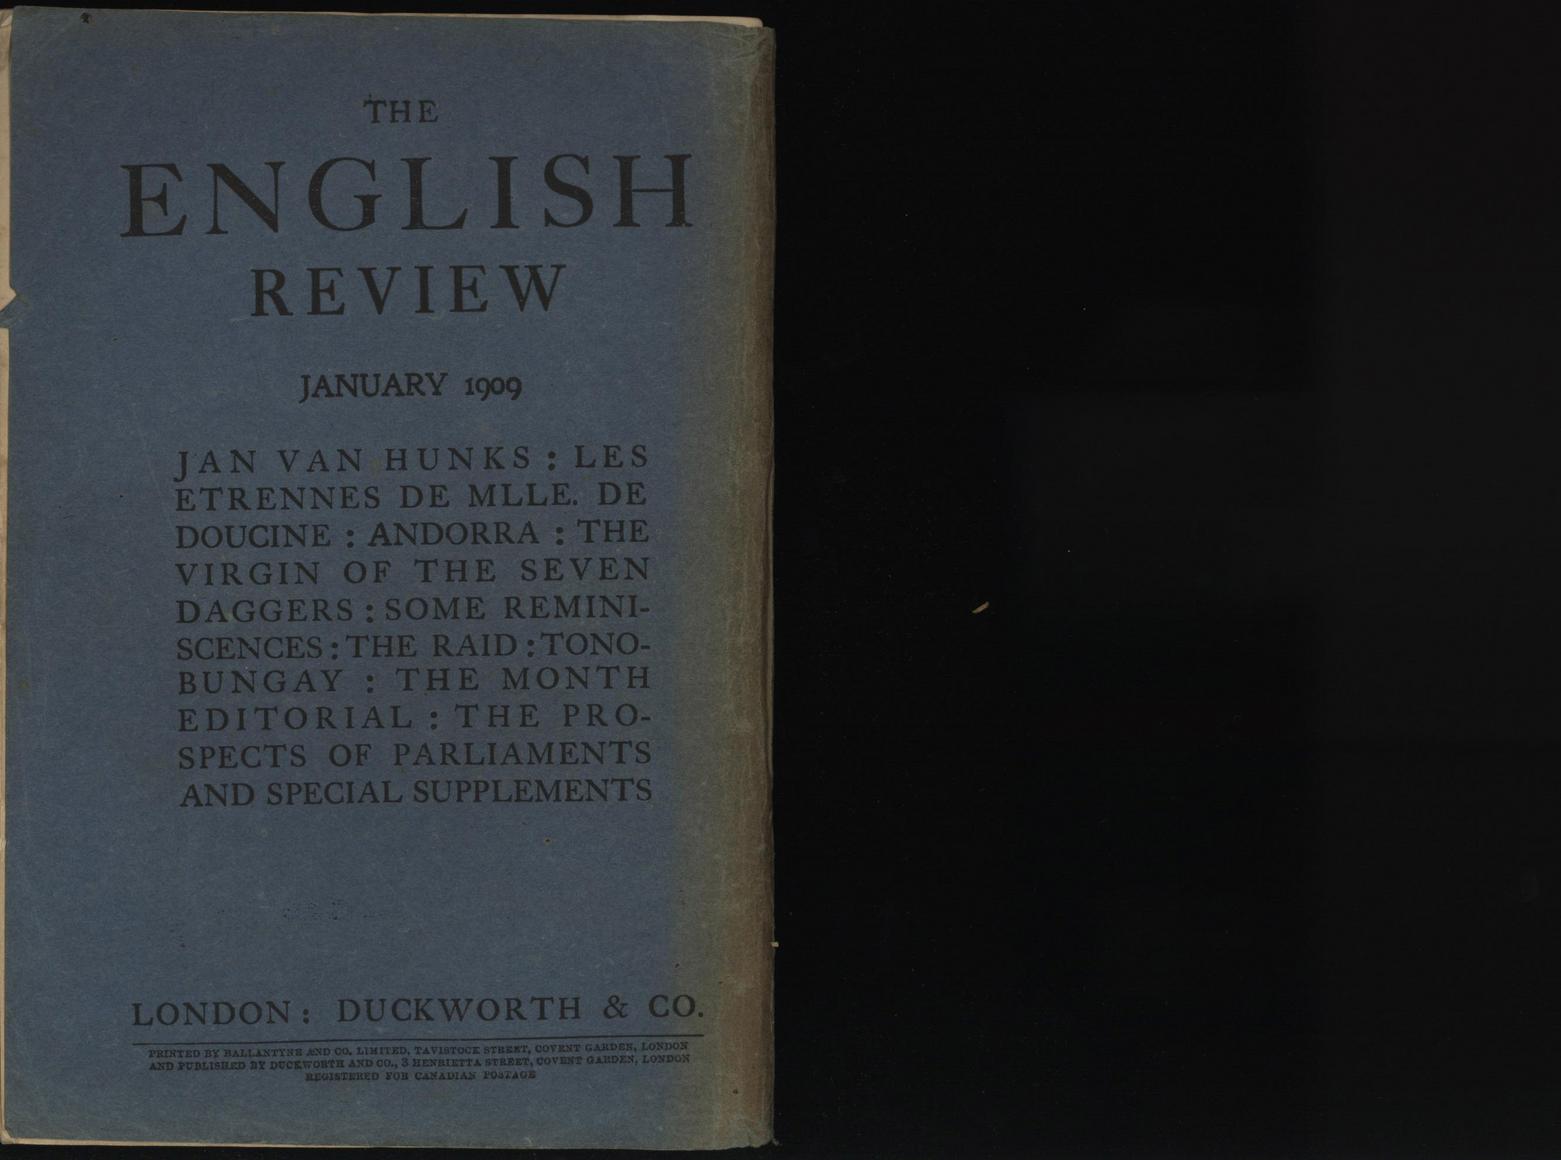 THE
ENGLISH
REVIEW
JANUARY 1909
JAN VAN HUNKS : LES
ETRENNES DE MLLE. DE
DOUCINE : ANDORRA : THE
VIRGIN OF THE SEVEN
DAGGERS : SOME REMINI-
SCENCES : THE RAID : TONO-
BUNGAY : THE MONTH
EDITORIAL : THE PRO-
SPECTS OF PARLIAMENTS
AND SPECIAL SUPPLEMENTS
LONDON: DUCKWORTH & CO.
PRINTED BY BALLANTYNE AND CO. LIMITED, TAVISTOCK STREET, COVENT GARDEN, LONDON
AND PUBLISHED BY DUCKWORTH AND CO., 3 HENRIETTA STREET, COVENT GARDEN, LONDON
REGISTERED FOR CANADIAN POSTAGE